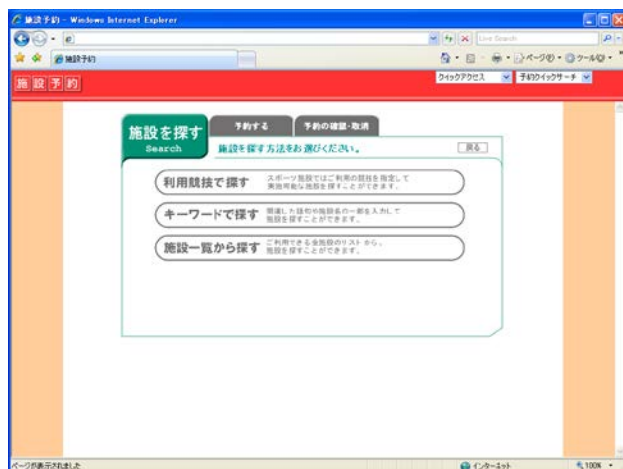 施設予約 - Windows Internet Explorer
Live Search
施設予約
ページ(P)
ツール(O)
施設予約
クイックアクセス
予約クイックサーチ
施設を探す
Search
予約する
予約の確認・取消
施設を探す方法をお選びください。
戻る
利用競技で探す
スポーツ施設ではご利用の競技を指定して
実施可能な施設を探すことができます。
キーワードで探す
関連した語句や施設名の一部を入力して
施設を探すことができます。
施設一覧から探す
ご利用できる全施設のリストから、
施設を探すことができます。
ページが表示されました
インターネット
100%